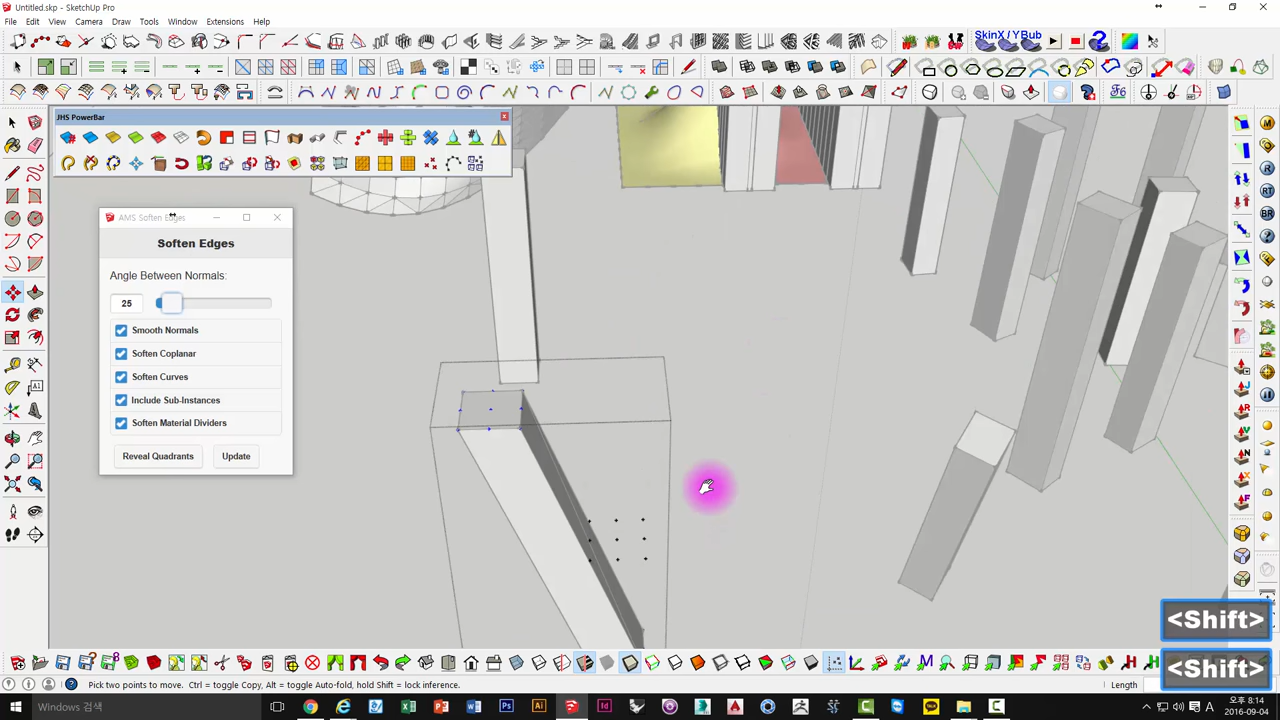 Untitled.skp - SketchUp Pro
File Edit View Camera Draw Tools Window Extensions Help
SkinX / YBub
JHS PowerBar
AMS Soften Edges
Soften Edges
Angle Between Normals:
25
Smooth Normals
Soften Coplanar
Soften Curves
Include Sub-Instances
Soften Material Dividers
Reveal Quadrants Update
<Shift>
<Shift>
Pick two points to move. Ctrl = toggle Copy, Alt = toggle Auto-fold, hold Shift = lock inference.
Length
Windows 검색
오후 8:14
2016-09-04